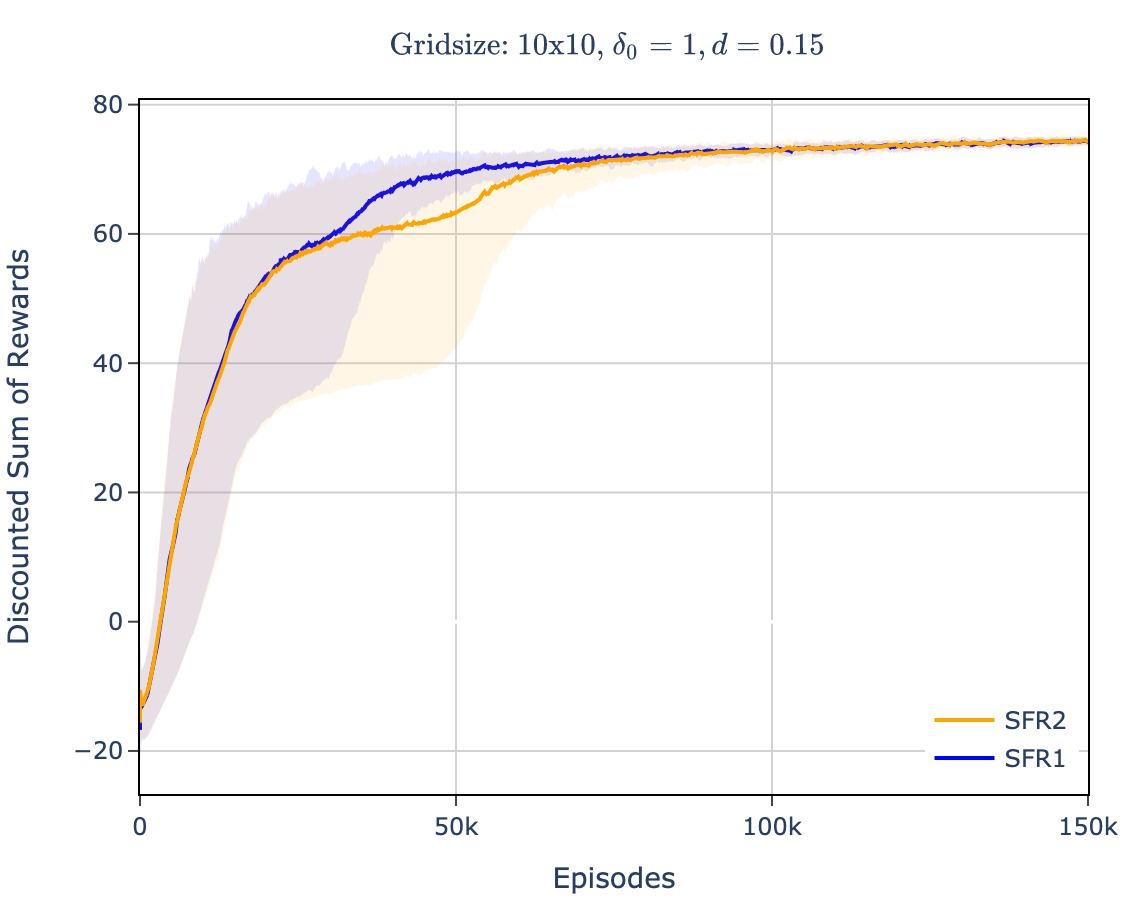 Gridsize: 10x10, δ₀ = 1, d = 0.15
Discounted Sum of Rewards
80
60
40
20
0
−20
SFR2
SFR1
0
50k
100k
150k
Episodes